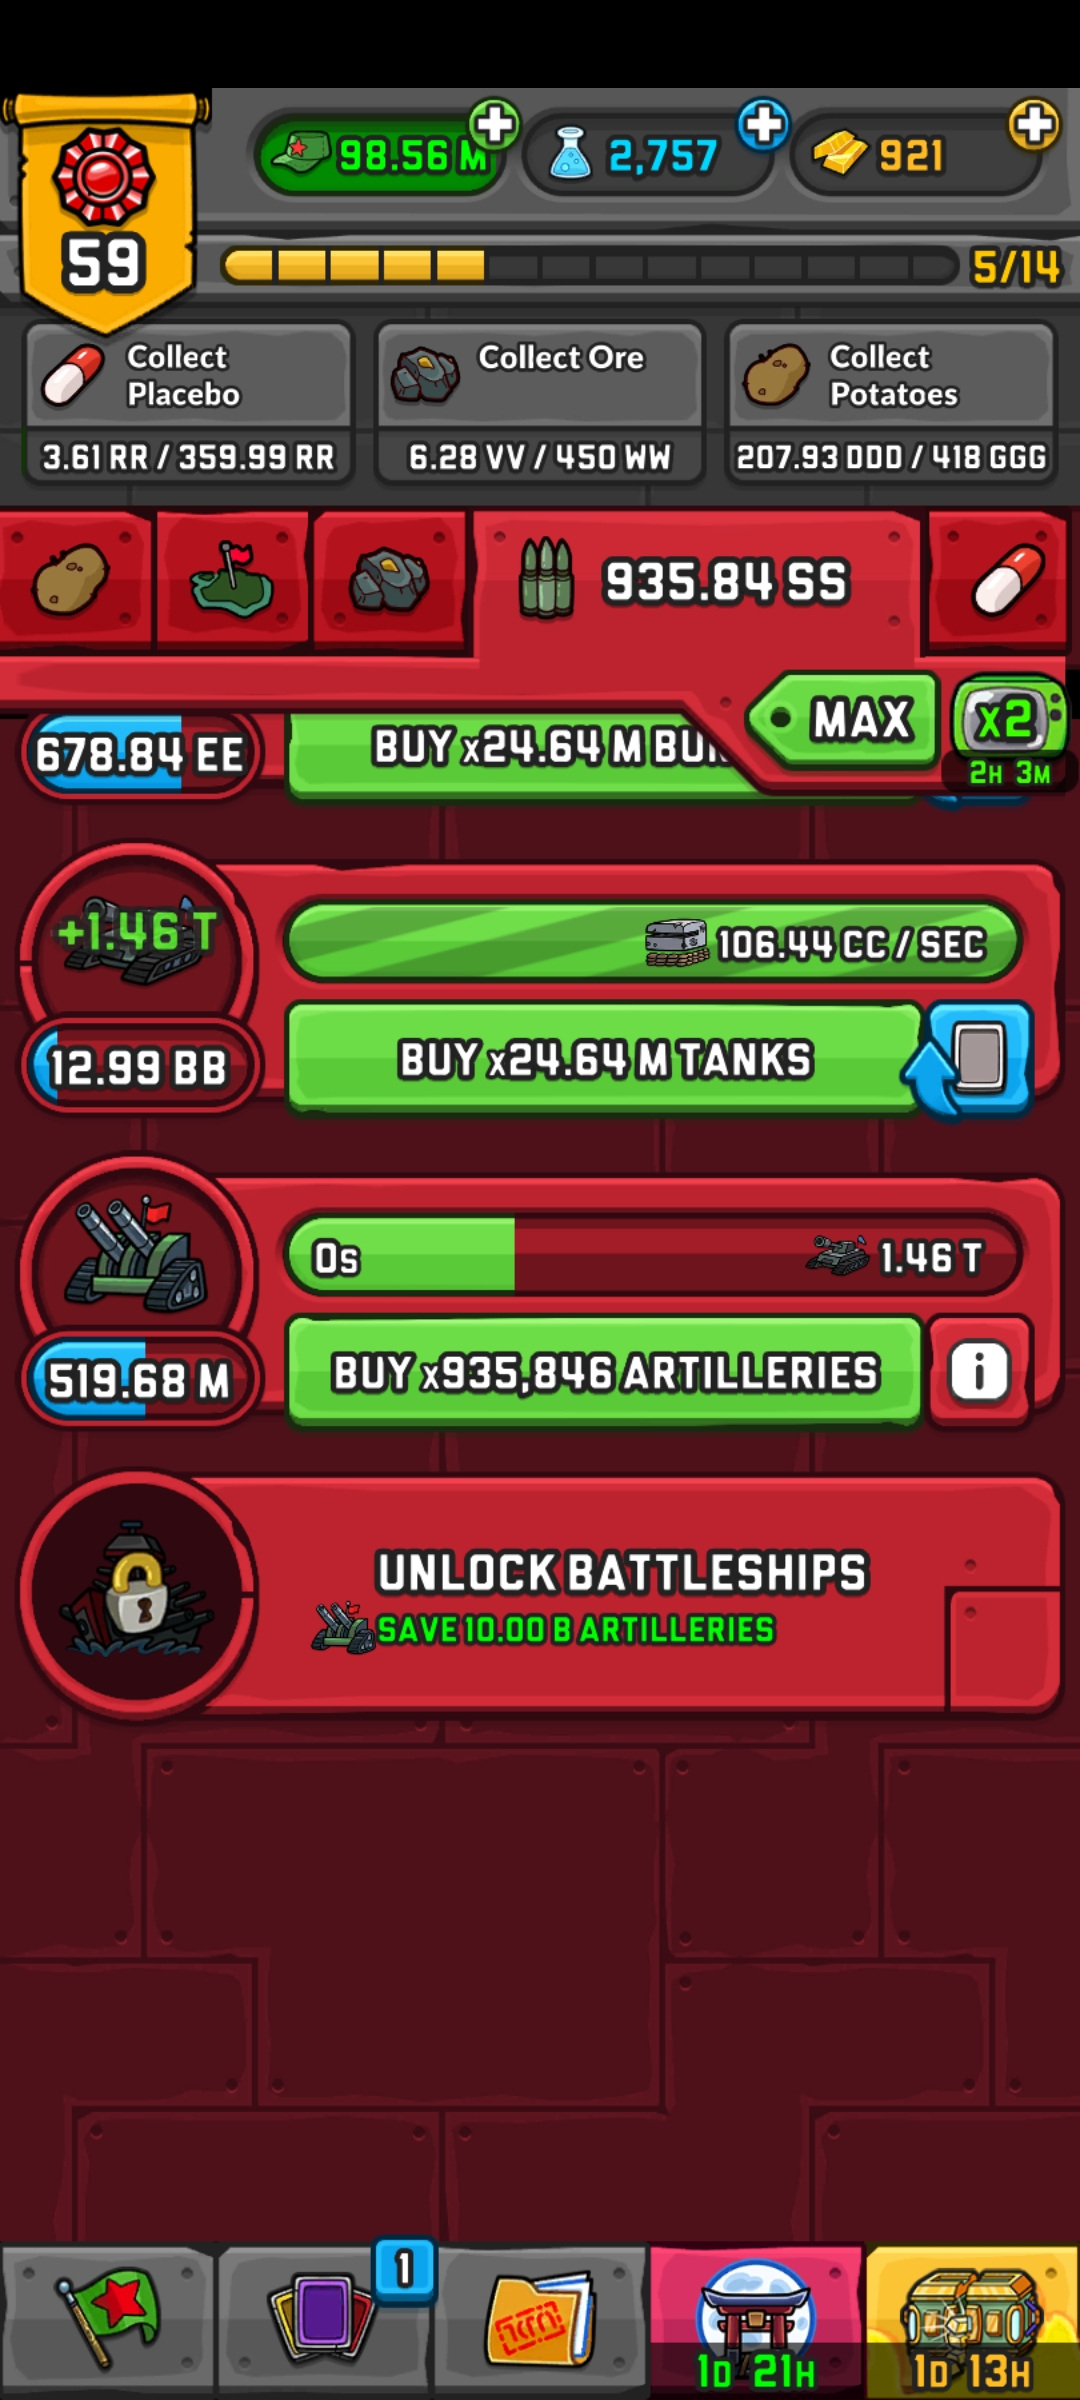 98.56 M
2,757
921
59
5/14
Collect
Placebo
3.61 RR / 359.99 RR
Collect Ore
6.28 VV / 450 WW
Collect
Potatoes
207.93 DDD / 418 GGG
935.84 SS
MAX
x2
2H 3M
678.84 EE
BUY x24.64 M
+1.46 T
106.44 CC / SEC
12.99 BB
BUY x24.64 M TANKS
0s
1.46 T
519.68 M
BUY x935,846 ARTILLERIES
i
UNLOCK BATTLESHIPS
SAVE 10.00 B ARTILLERIES
1
1D 21H
1D 13H